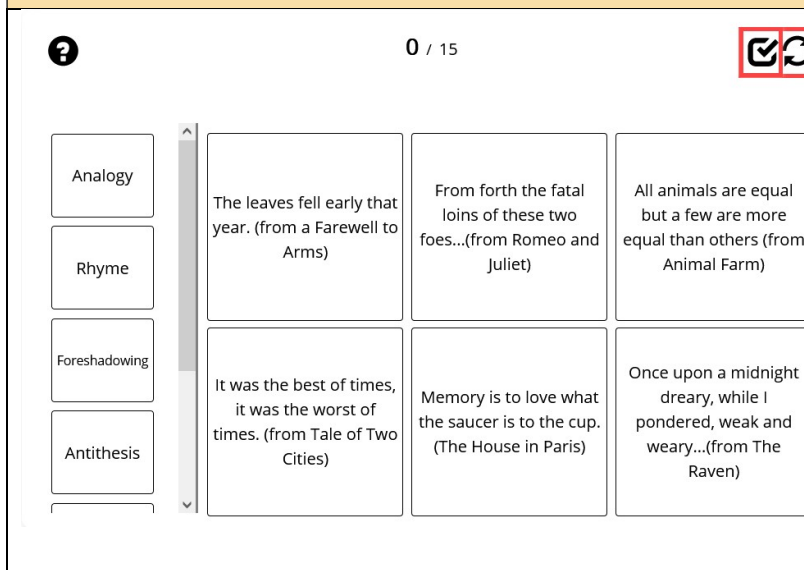 0 / 15
Analogy
Rhyme
Foreshadowing
Antithesis
The leaves fell early that
year. (from a Farewell to
Arms)
From forth the fatal
loins of these two
foes...(from Romeo and
Juliet)
All animals are equal
but a few are more
equal than others (from
Animal Farm)
It was the best of times,
it was the worst of
times. (from Tale of Two
Cities)
Memory is to love what
the saucer is to the cup.
(The House in Paris)
Once upon a midnight
dreary, while I
pondered, weak and
weary...(from The
Raven)